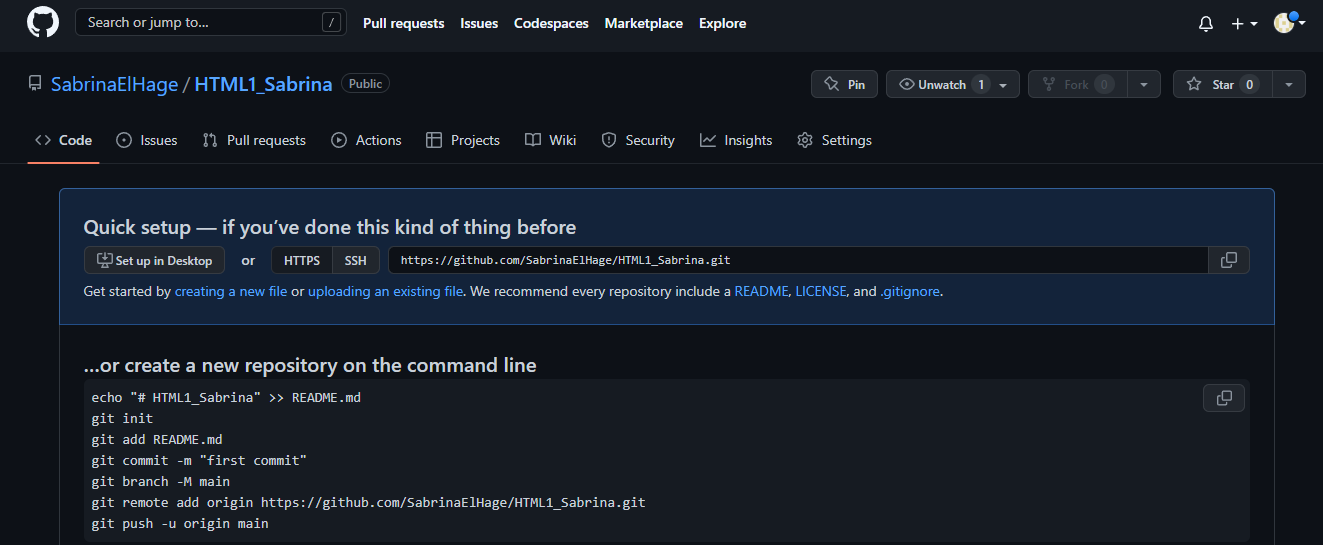 Search or jump to... /
Pull requests Issues Codespaces Marketplace Explore
SabrinaElHage / HTML1_Sabrina Public
Pin Unwatch 1 Fork 0 Star 0
Code Issues Pull requests Actions Projects Wiki Security Insights Settings
Quick setup — if you’ve done this kind of thing before
Set up in Desktop or HTTPS SSH https://github.com/SabrinaElHage/HTML1_Sabrina.git
Get started by creating a new file or uploading an existing file. We recommend every repository include a README, LICENSE, and .gitignore.
…or create a new repository on the command line
echo "# HTML1_Sabrina" >> README.md
git init
git add README.md
git commit -m "first commit"
git branch -M main
git remote add origin https://github.com/SabrinaElHage/HTML1_Sabrina.git
git push -u origin main